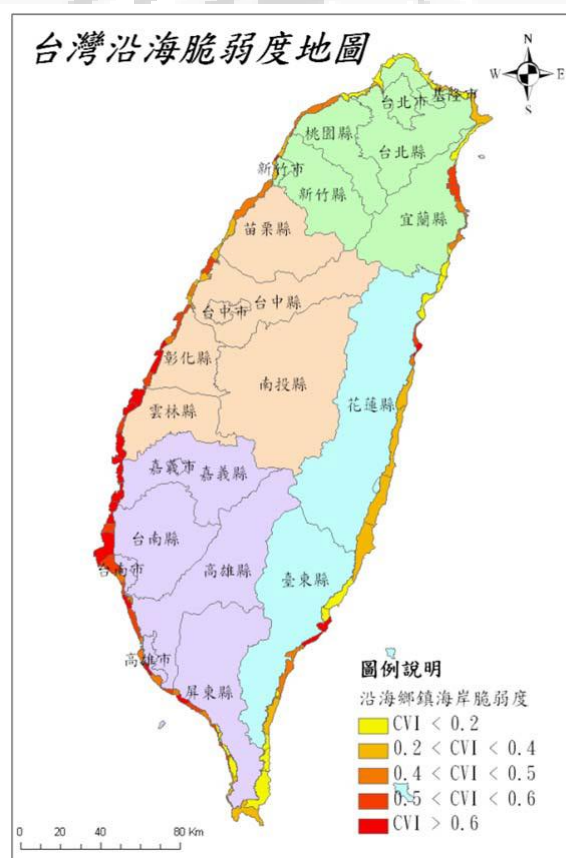 台灣沿海脆弱度地圖
N
W E
S
基隆市
台北市
桃園縣
台北縣
新竹市
新竹縣
宜蘭縣
苗栗縣
台中縣
台中市
彰化縣
南投縣
花蓮縣
雲林縣
嘉義市
嘉義縣
台南縣
台南市
高雄縣
臺東縣
高雄市
屏東縣
圖例說明
沿海鄉鎮海岸脆弱度
CVI < 0.2
0.2 < CVI < 0.4
0.4 < CVI < 0.5
0.5 < CVI < 0.6
CVI > 0.6
0 20 40 80 Km